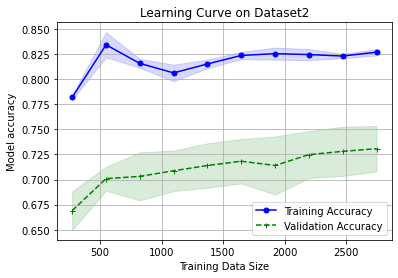 Learning Curve on Dataset2
0.850
0.825
0.800
0.775
0.750
0.725
0.700
0.675
0.650
Model accuracy
500
1000
1500
2000
2500
Training Data Size
Training Accuracy
Validation Accuracy